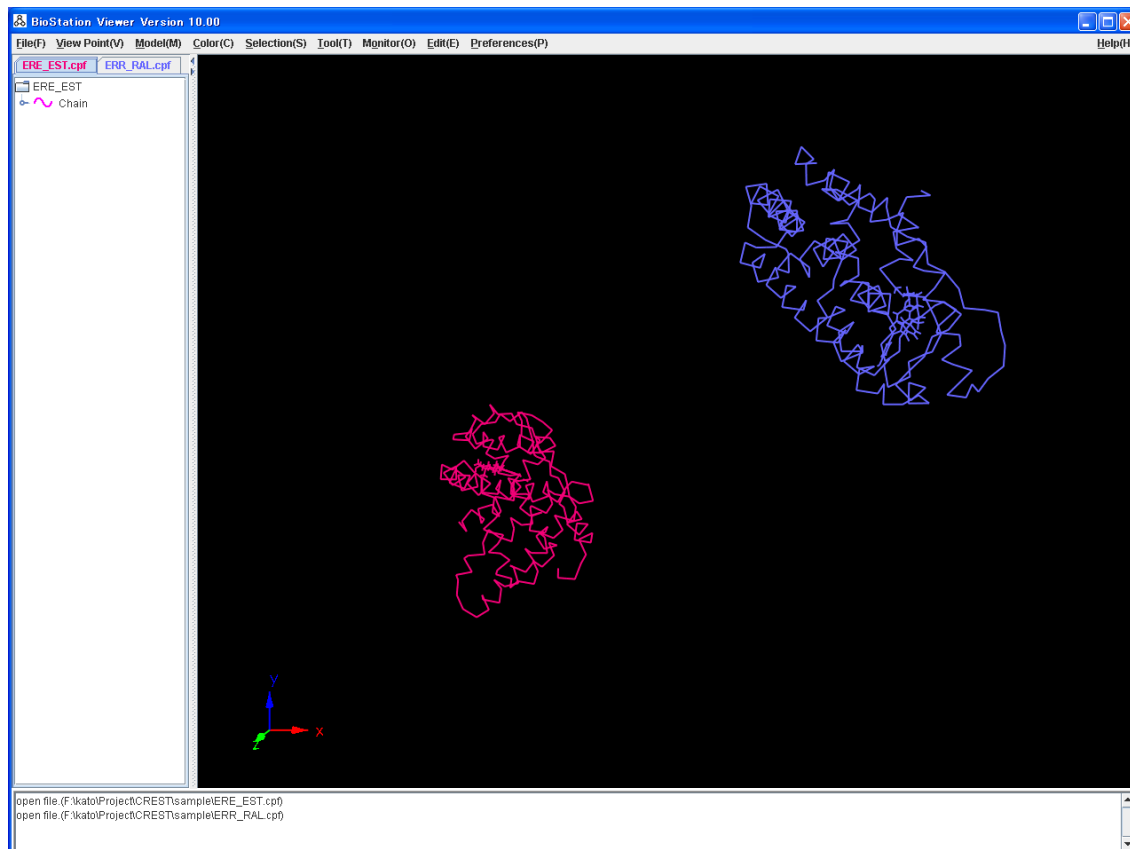 BioStation Viewer Version 10.00
File(F) View Point(V) Model(M) Color(C) Selection(S) Tool(T) Monitor(O) Edit(E) Preferences(P) Help(H
ERE_EST.cpf ERR_RAL.cpf
ERE_EST
Chain
Y
X
Z
open file.(F:\kato\Project\CREST\sample\ERE_EST.cpf)
open file.(F:\kato\Project\CREST\sample\ERR_RAL.cpf)